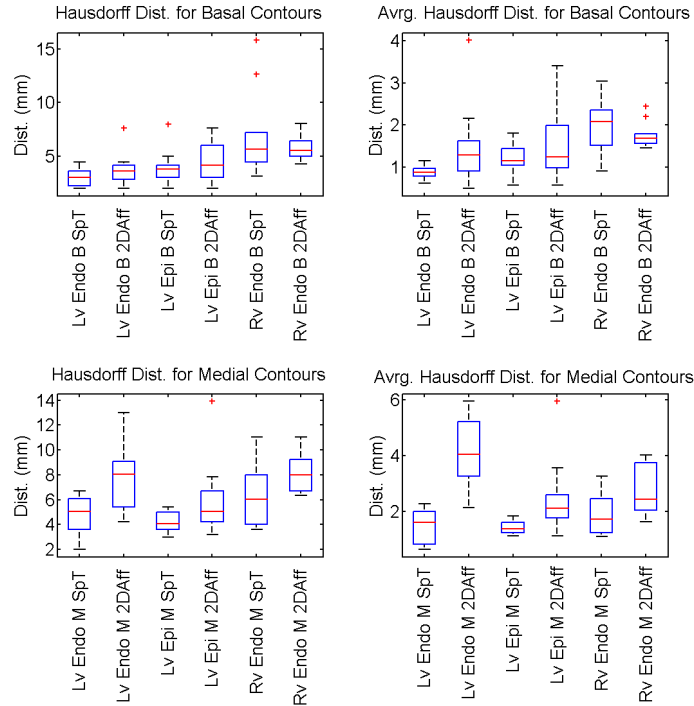 Hausdorff Dist. for Basal Contours
Dist. (mm)
15
10
5
Lv Endo B SpT
Lv Endo B 2DAff
Lv Epi B SpT
Lv Epi B 2DAff
Rv Endo B SpT
Rv Endo B 2DAff
Avrg. Hausdorff Dist. for Basal Contours
Dist. (mm)
4
3
2
1
Lv Endo B SpT
Lv Endo B 2DAff
Lv Epi B SpT
Lv Epi B 2DAff
Rv Endo B SpT
Rv Endo B 2DAff
Hausdorff Dist. for Medial Contours
Dist. (mm)
14
12
10
8
6
4
2
Lv Endo M SpT
Lv Endo M 2DAff
Lv Epi M SpT
Lv Epi M 2DAff
Rv Endo M SpT
Rv Endo M 2DAff
Avrg. Hausdorff Dist. for Medial Contours
Dist. (mm)
6
4
2
Lv Endo M SpT
Lv Endo M 2DAff
Lv Epi M SpT
Lv Epi M 2DAff
Rv Endo M SpT
Rv Endo M 2DAff